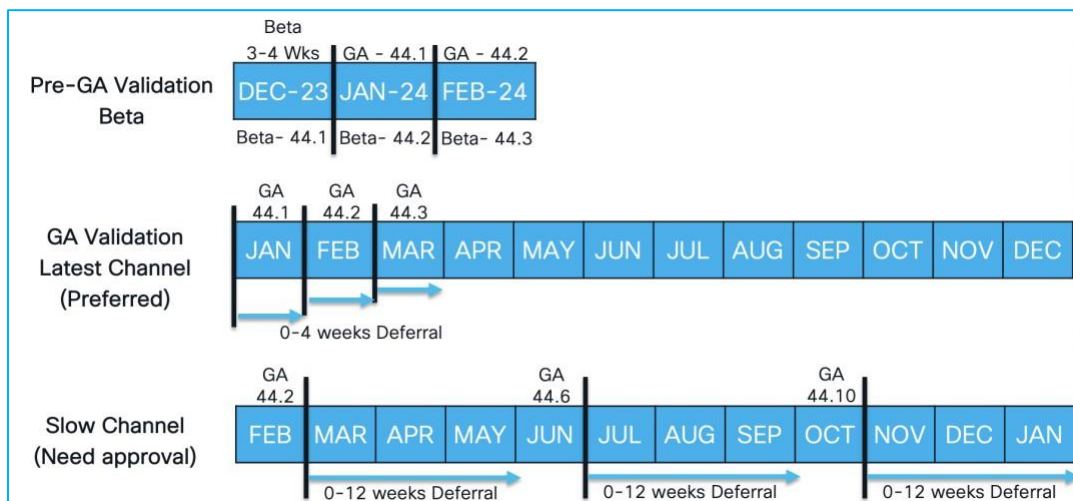 Beta
3-4 Wks GA - 44.1 GA - 44.2
Pre-GA Validation
Beta
DEC-23 JAN-24 FEB-24
Beta- 44.1 Beta- 44.2 Beta- 44.3
GA GA GA
44.1 44.2 44.3
GA Validation
Latest Channel
(Preferred)
JAN FEB MAR APR MAY JUN JUL AUG SEP OCT NOV DEC
0-4 weeks Deferral
GA GA GA
44.2 44.6 44.10
Slow Channel
(Need approval)
FEB MAR APR MAY JUN JUL AUG SEP OCT NOV DEC JAN
0-12 weeks Deferral 0-12 weeks Deferral 0-12 weeks Deferral